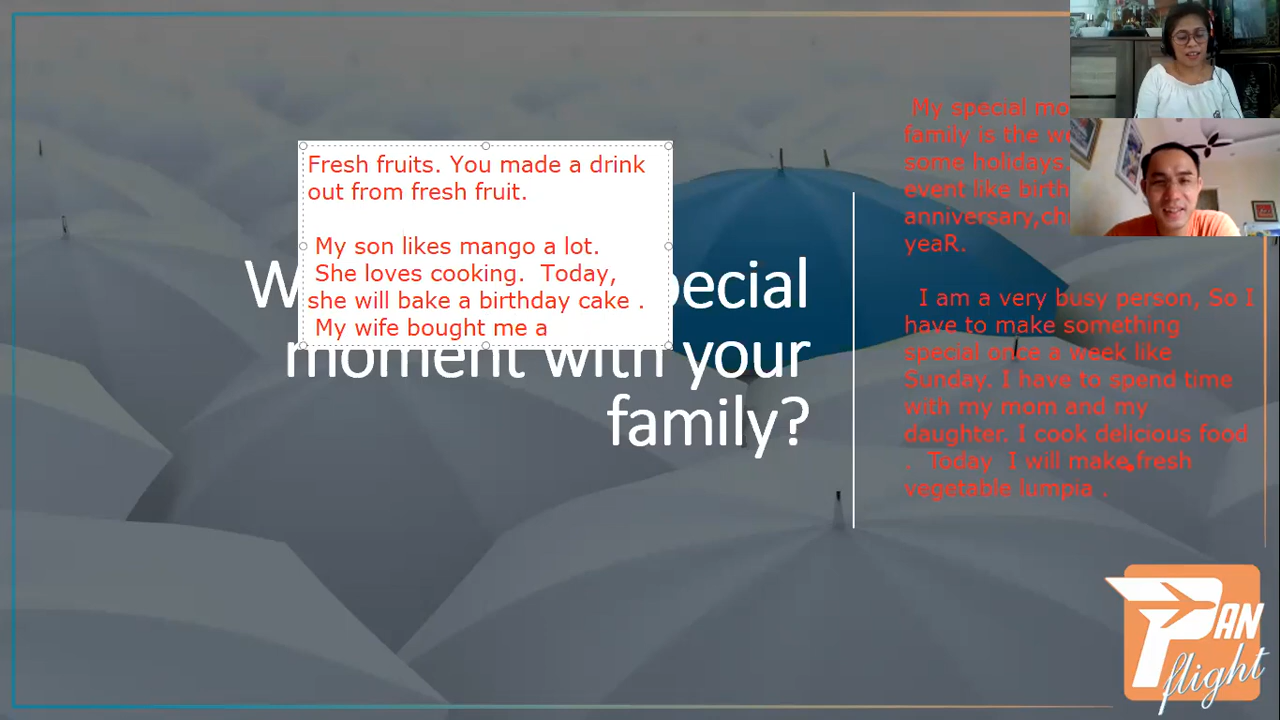 Fresh fruits. You made a drink
out from fresh fruit.
My son likes mango a lot.
She loves cooking. Today,
she will bake a birthday cake .
My wife bought me a
W pecial
moment with your
family?
My special mo
family is the we
some holidays.
event like birth
anniversary,ch
yeaR.
I am a very busy person, So I
have to make something
special once a week like
Sunday. I have to spend time
with my mom and my
daughter. I cook delicious food
. Today I will make fresh
vegetable lumpia .
PAN
flight